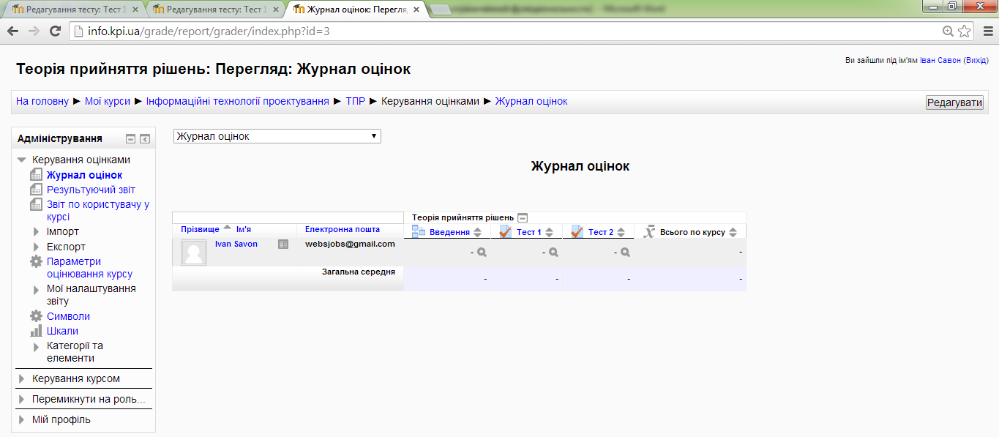 Редагування тесту: Тест 1
Редагування тесту: Тест 1
Журнал оцінок: Перегля
Microsoft Word
info.kpi.ua/grade/report/grader/index.php?id=3
Ви зайшли під ім'ям Іван Савон (Вихід)
Теорія прийняття рішень: Перегляд: Журнал оцінок
На головну ► Мої курси ► Інформаційні технології проектування ► ТПР ► Керування оцінками ► Журнал оцінок
Редагувати
Адміністрування
Керування оцінками
Журнал оцінок
Результуючий звіт
Звіт по користувачу у
курсі
Імпорт
Експорт
Параметри
оцінювання курсу
Мої налаштування
звіту
Символи
Шкали
Категорії та
елементи
Керування курсом
Перемикнути на роль...
Мій профіль
Журнал оцінок
Журнал оцінок
Теорія прийняття рішень
Прізвище Ім'я Електронна пошта Введення Тест 1 Тест 2 x̄ Всього по курсу
Ivan Savon websjobs@gmail.com - - - -
Загальна середня - - - -